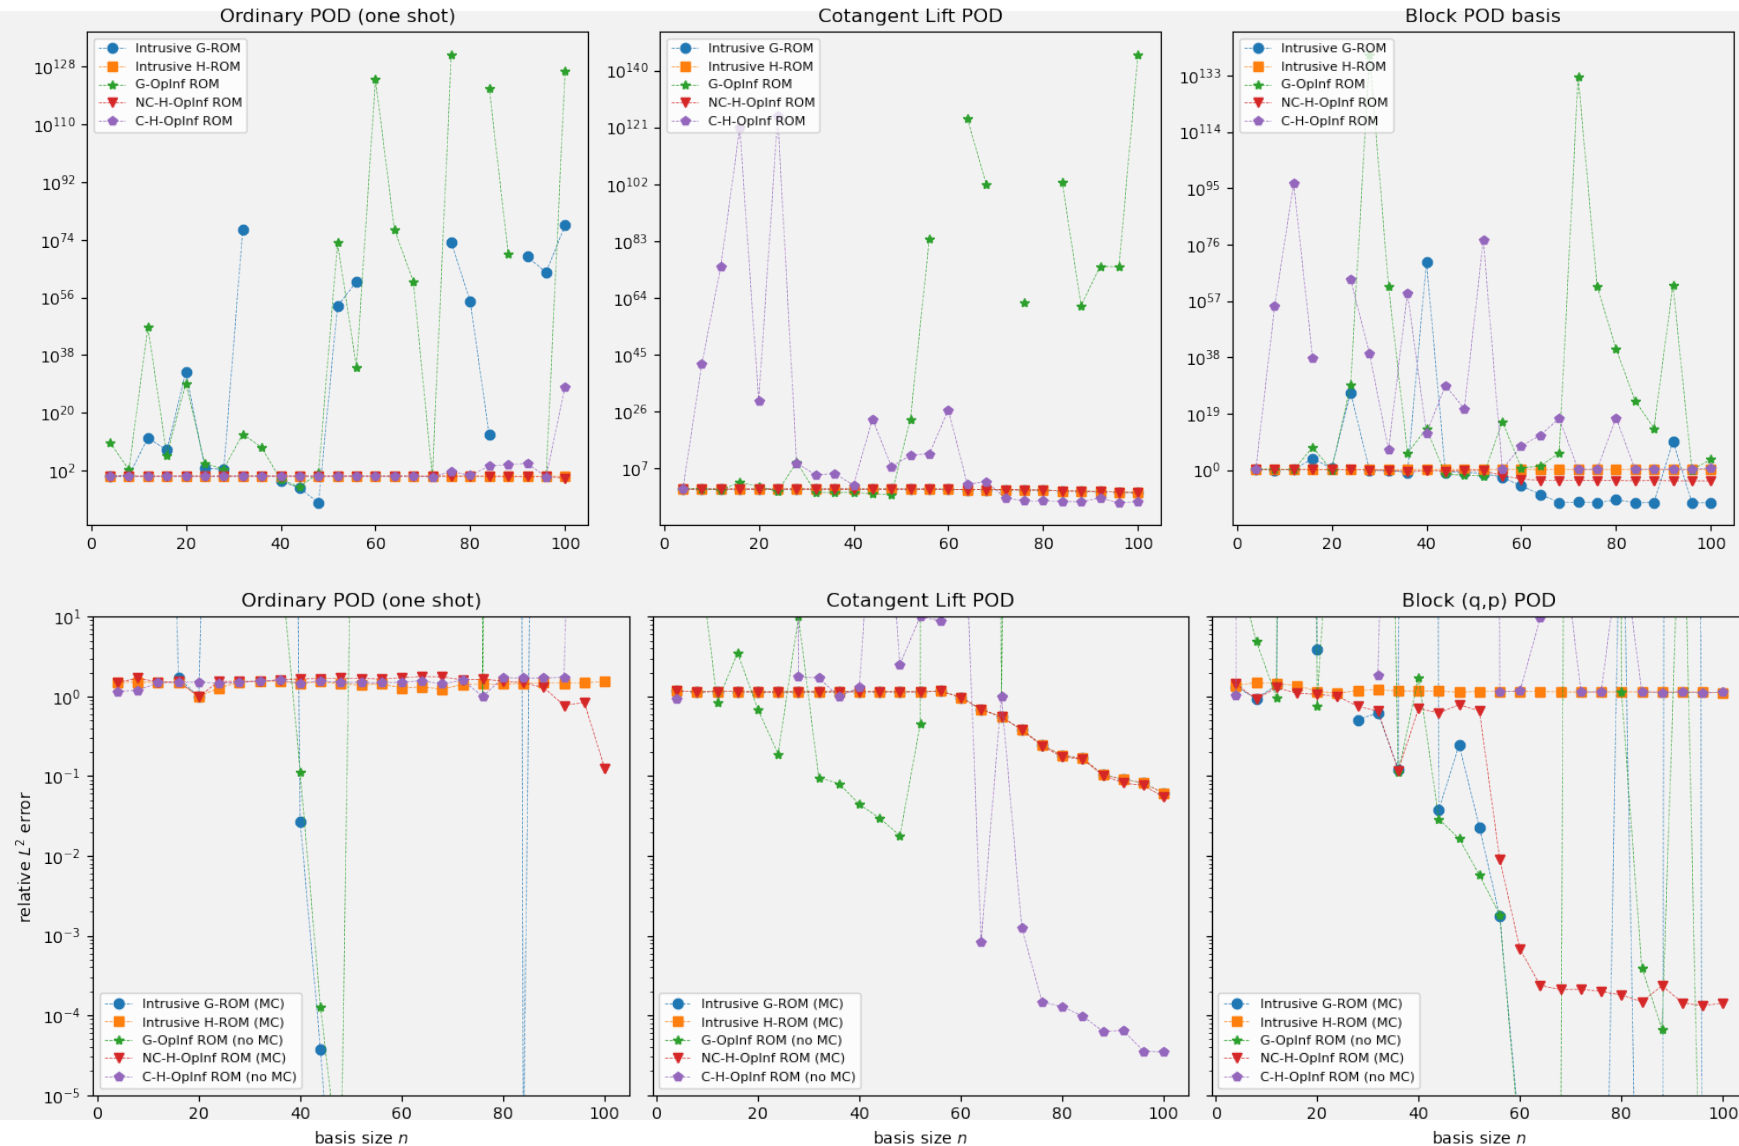 Ordinary POD (one shot)
Cotangent Lift POD
Block POD basis
Intrusive G-ROM
Intrusive H-ROM
G-OpInf ROM
NC-H-OpInf ROM
C-H-OpInf ROM
10^128
10^110
10^92
10^74
10^56
10^38
10^20
10^2
0 20 40 60 80 100
Intrusive G-ROM
Intrusive H-ROM
G-OpInf ROM
NC-H-OpInf ROM
C-H-OpInf ROM
10^140
10^121
10^102
10^83
10^64
10^45
10^26
10^7
0 20 40 60 80 100
Intrusive G-ROM
Intrusive H-ROM
G-OpInf ROM
NC-H-OpInf ROM
C-H-OpInf ROM
10^133
10^114
10^95
10^76
10^57
10^38
10^19
10^0
0 20 40 60 80 100
Ordinary POD (one shot)
Cotangent Lift POD
Block (q,p) POD
relative L^2 error
10^1
10^0
10^-1
10^-2
10^-3
10^-4
10^-5
Intrusive G-ROM (MC)
Intrusive H-ROM (MC)
G-OpInf ROM (no MC)
NC-H-OpInf ROM (MC)
C-H-OpInf ROM (no MC)
0 20 40 60 80 100
basis size n
Intrusive G-ROM (MC)
Intrusive H-ROM (MC)
G-OpInf ROM (no MC)
NC-H-OpInf ROM (MC)
C-H-OpInf ROM (no MC)
0 20 40 60 80 100
basis size n
Intrusive G-ROM (MC)
Intrusive H-ROM (MC)
G-OpInf ROM (no MC)
NC-H-OpInf ROM (MC)
C-H-OpInf ROM (no MC)
0 20 40 60 80 100
basis size n